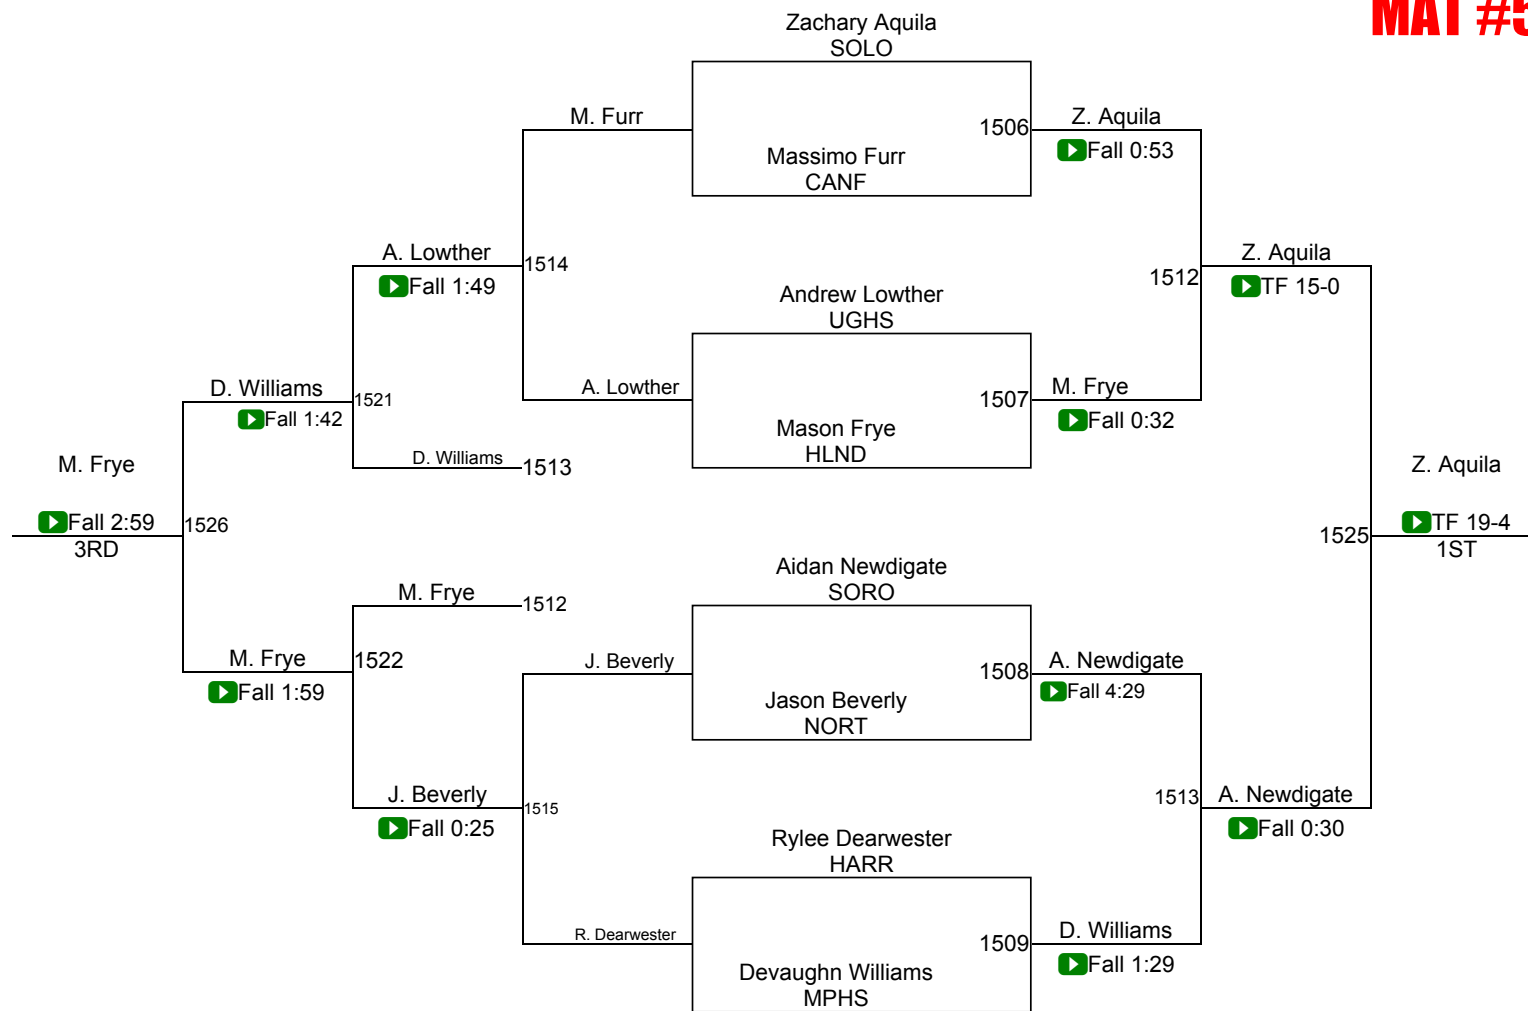 MAT #5
Zachary Aquila
SOLO
M. Furr
1506
Z. Aquila
Fall 0:53
Massimo Furr
CANF
A. Lowther
1514
Fall 1:49
1512
Z. Aquila
TF 15-0
Andrew Lowther
UGHS
D. Williams
1521
Fall 1:42
A. Lowther
1507
M. Frye
Fall 0:32
Mason Frye
HLND
D. Williams
1513
M. Frye
Fall 2:59
3RD
1526
Z. Aquila
1525
TF 19-4
1ST
Aidan Newdigate
SORO
M. Frye
1512
M. Frye
1522
Fall 1:59
J. Beverly
1508
A. Newdigate
Fall 4:29
Jason Beverly
NORT
J. Beverly
1515
Fall 0:25
1513
A. Newdigate
Fall 0:30
Rylee Dearwester
HARR
R. Dearwester
1509
D. Williams
Fall 1:29
Devaughn Williams
MPHS